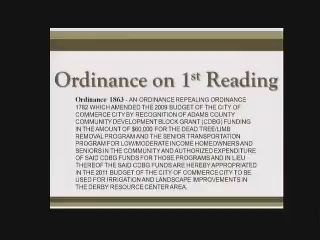 Ordinance on 1st Reading
Ordinance 1863 - AN ORDINANCE REPEALING ORDINANCE
1782 WHICH AMENDED THE 2009 BUDGET OF THE CITY OF
COMMERCE CITY BY RECOGNITION OF ADAMS COUNTY
COMMUNITY DEVELOPMENT BLOCK GRANT (CDBG) FUNDING
IN THE AMOUNT OF $60,000 FOR THE DEAD TREE/LIMB
REMOVAL PROGRAM AND THE SENIOR TRANSPORTATION
PROGRAM FOR LOW/MODERATE INCOME HOMEOWNERS AND
SENIORS IN THE COMMUNITY AND AUTHORIZED EXPENDITURE
OF SAID CDBG FUNDS FOR THOSE PROGRAMS AND IN LIEU
THEREOF THE SAID CDBG FUNDS ARE HEREBY APPROPRIATED
IN THE 2011 BUDGET OF THE CITY OF COMMERCE CITY TO BE
USED FOR IRRIGATION AND LANDSCAPE IMPROVEMENTS IN
THE DERBY RESOURCE CENTER AREA.